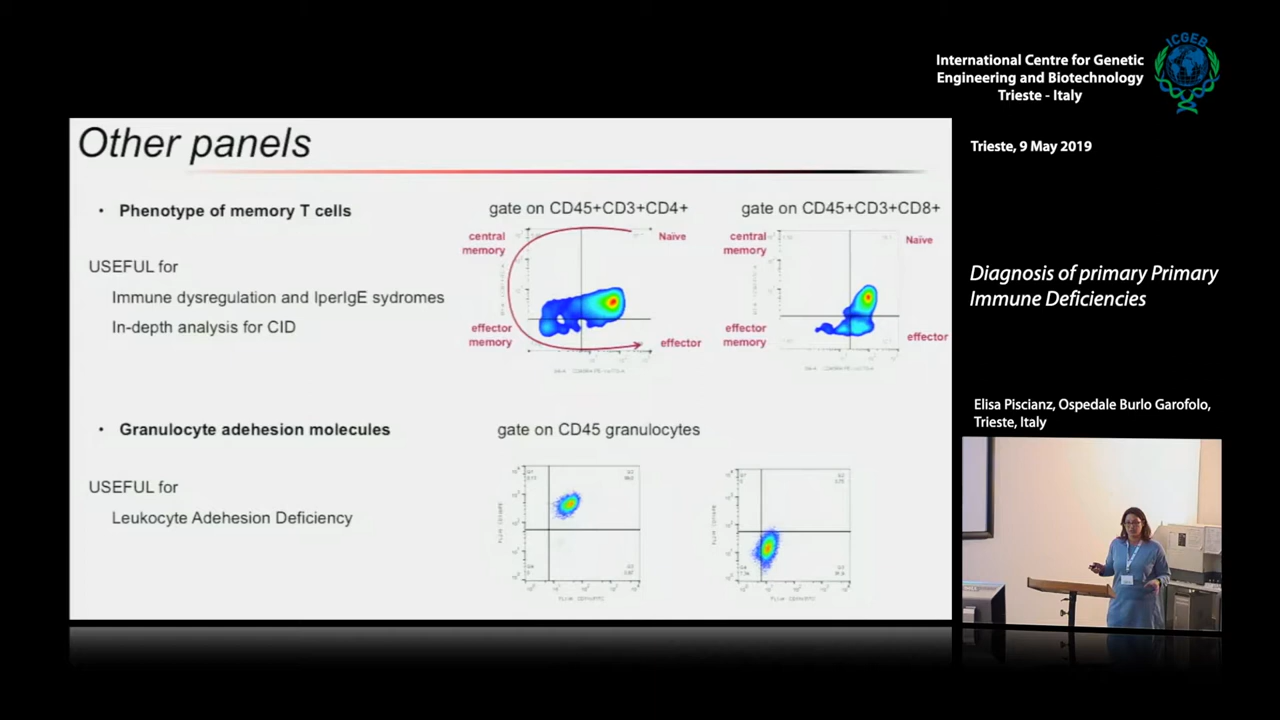 ICGEB
International Centre for Genetic
Engineering and Biotechnology
Trieste - Italy
Trieste, 9 May 2019
Other panels
• Phenotype of memory T cells
USEFUL for
Immune dysregulation and IperIgE sydromes
In-depth analysis for CID
gate on CD45+CD3+CD4+
central
memory
Naïve
effector
memory
effector
gate on CD45+CD3+CD8+
central
memory
Naïve
effector
memory
effector
• Granulocyte adehesion molecules
USEFUL for
Leukocyte Adehesion Deficiency
gate on CD45 granulocytes
Diagnosis of primary Primary
Immune Deficiencies
Elisa Piscianz, Ospedale Burlo Garofolo,
Trieste, Italy